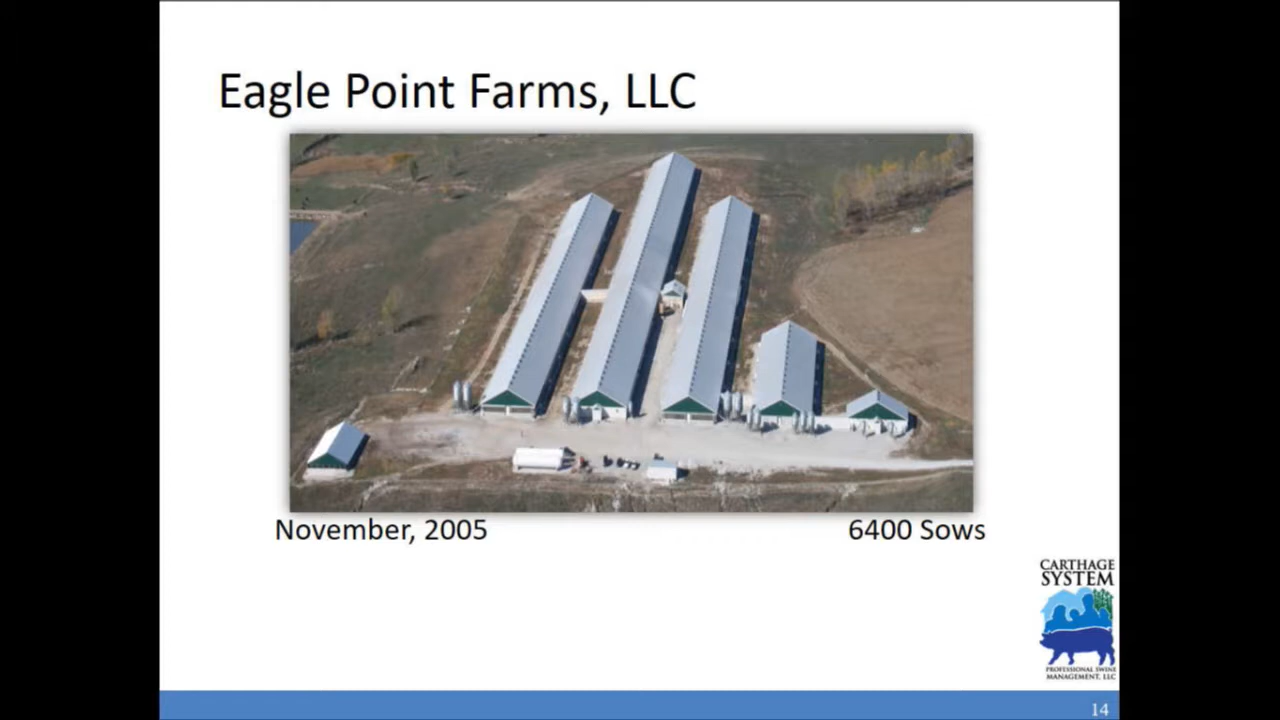 Eagle Point Farms, LLC
November, 2005
6400 Sows
CARTHAGE
SYSTEM
PROFESSIONAL SWINE
MANAGEMENT, LLC
14